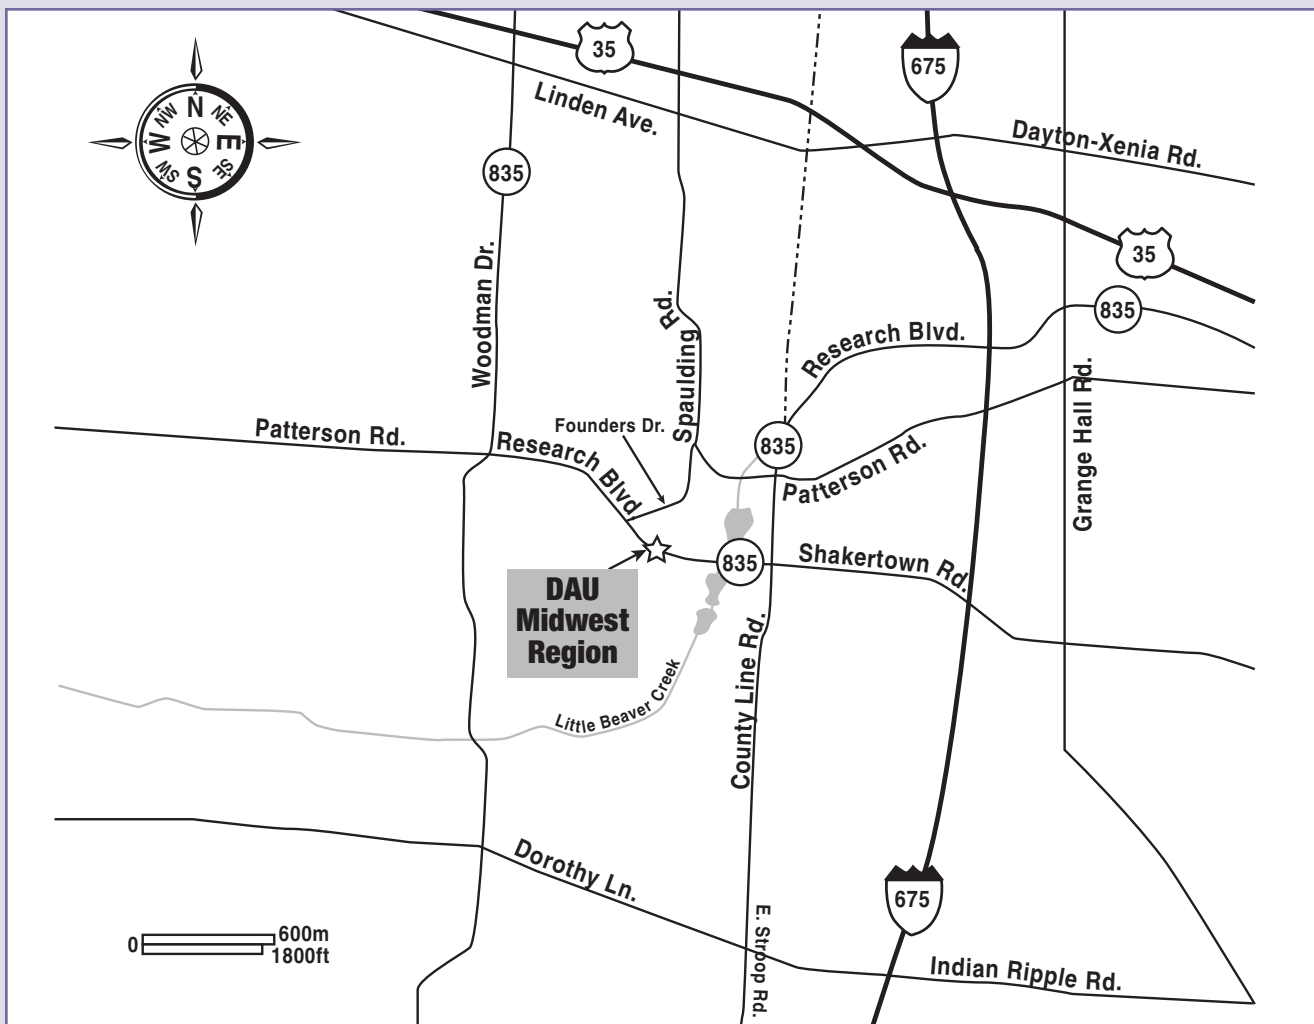 35
675
Linden Ave.
Dayton-Xenia Rd.
N
NE
E
SE
S
SW
W
NW
835
35
Woodman Dr.
Spaulding Rd.
835
Research Blvd.
Grange Hall Rd.
Patterson Rd.
Founders Dr.
Research Blvd.
835
Patterson Rd.
835
Shakertown Rd.
DAU
Midwest
Region
County Line Rd.
Little Beaver Creek
Dorothy Ln.
675
E. Stroop Rd.
Indian Ripple Rd.
0
600m
1800ft